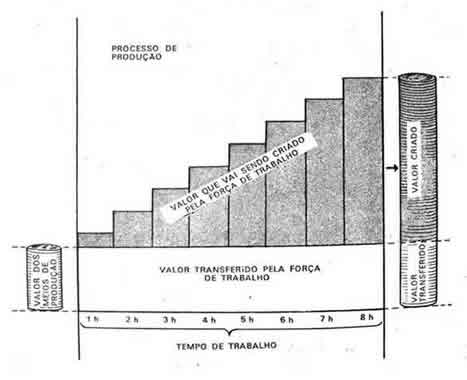 PROCESSO DE
PRODUÇÃO
VALOR QUE VAI SENDO CRIADO
PELA FORÇA DE TRABALHO
VALOR CRIADO
VALOR DOS
MEIOS DE
PRODUÇÃO
VALOR TRANSFERIDO PELA FORÇA
DE TRABALHO
VALOR
TRANSFERIDO
1 h 2 h 3 h 4 h 5 h 6 h 7 h 8 h
TEMPO DE TRABALHO